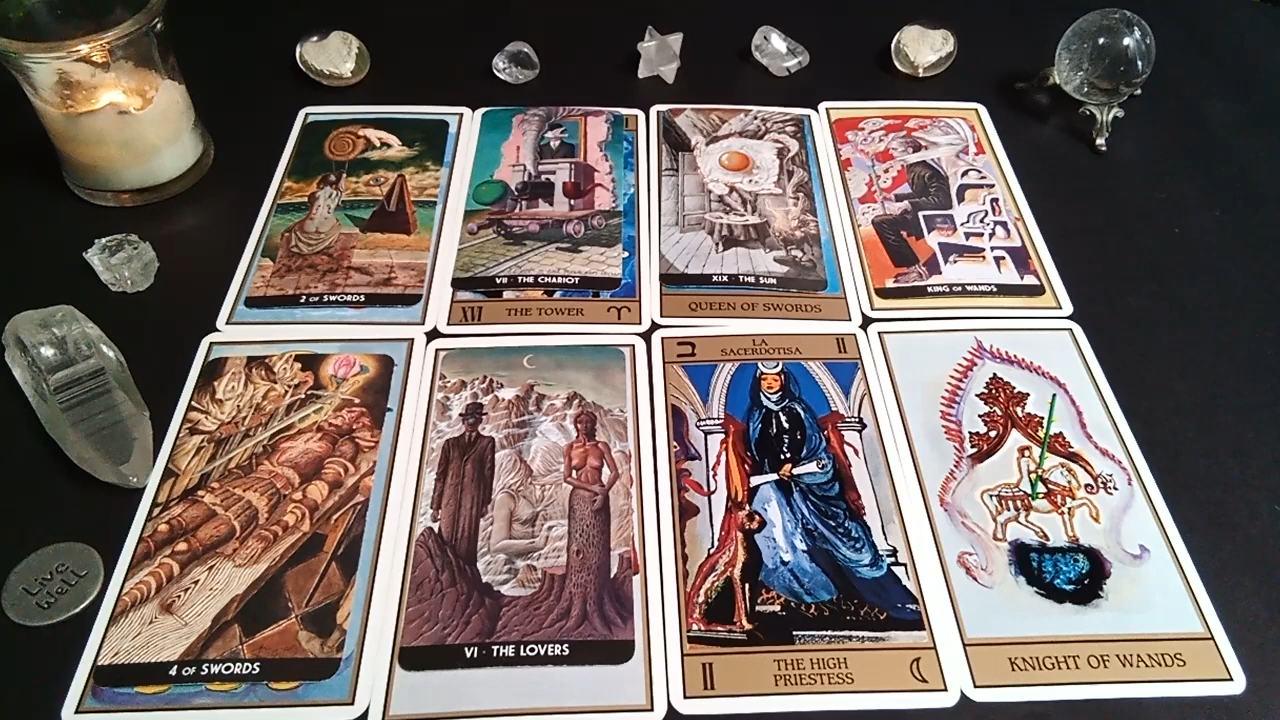 2 OF SWORDS
VII · THE CHARIOT
XVI THE TOWER
XIX · THE SUN
QUEEN OF SWORDS
KING OF WANDS
4 OF SWORDS
VI · THE LOVERS
ב LA II
SACERDOTISA
II THE HIGH
PRIESTESS
KNIGHT OF WANDS
Live
Well